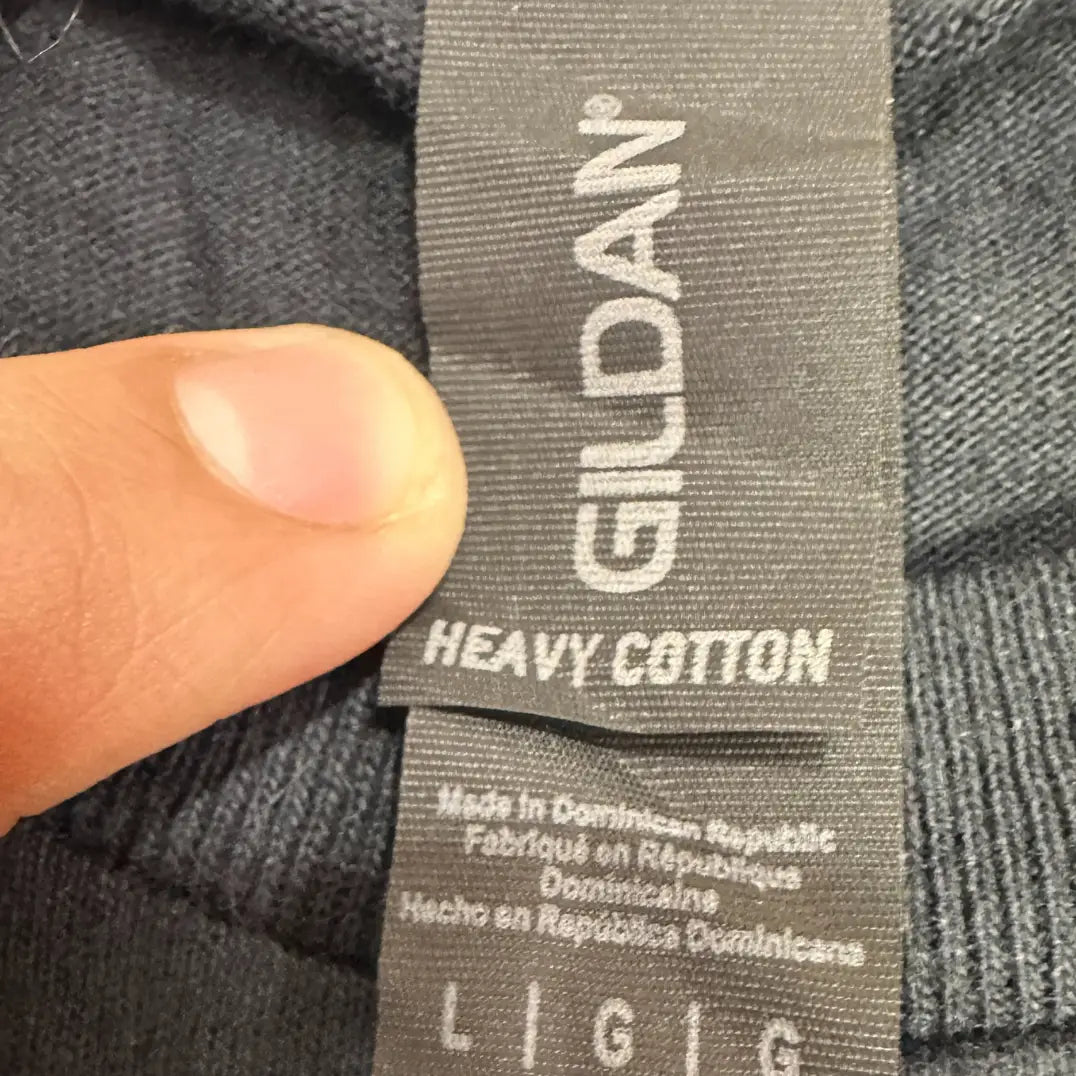 GILDAN®
HEAVY COTTON
Made in Dominican Republic
Fabriqué en République
Dominicaine
Hecho en República Dominicana
L | G | G